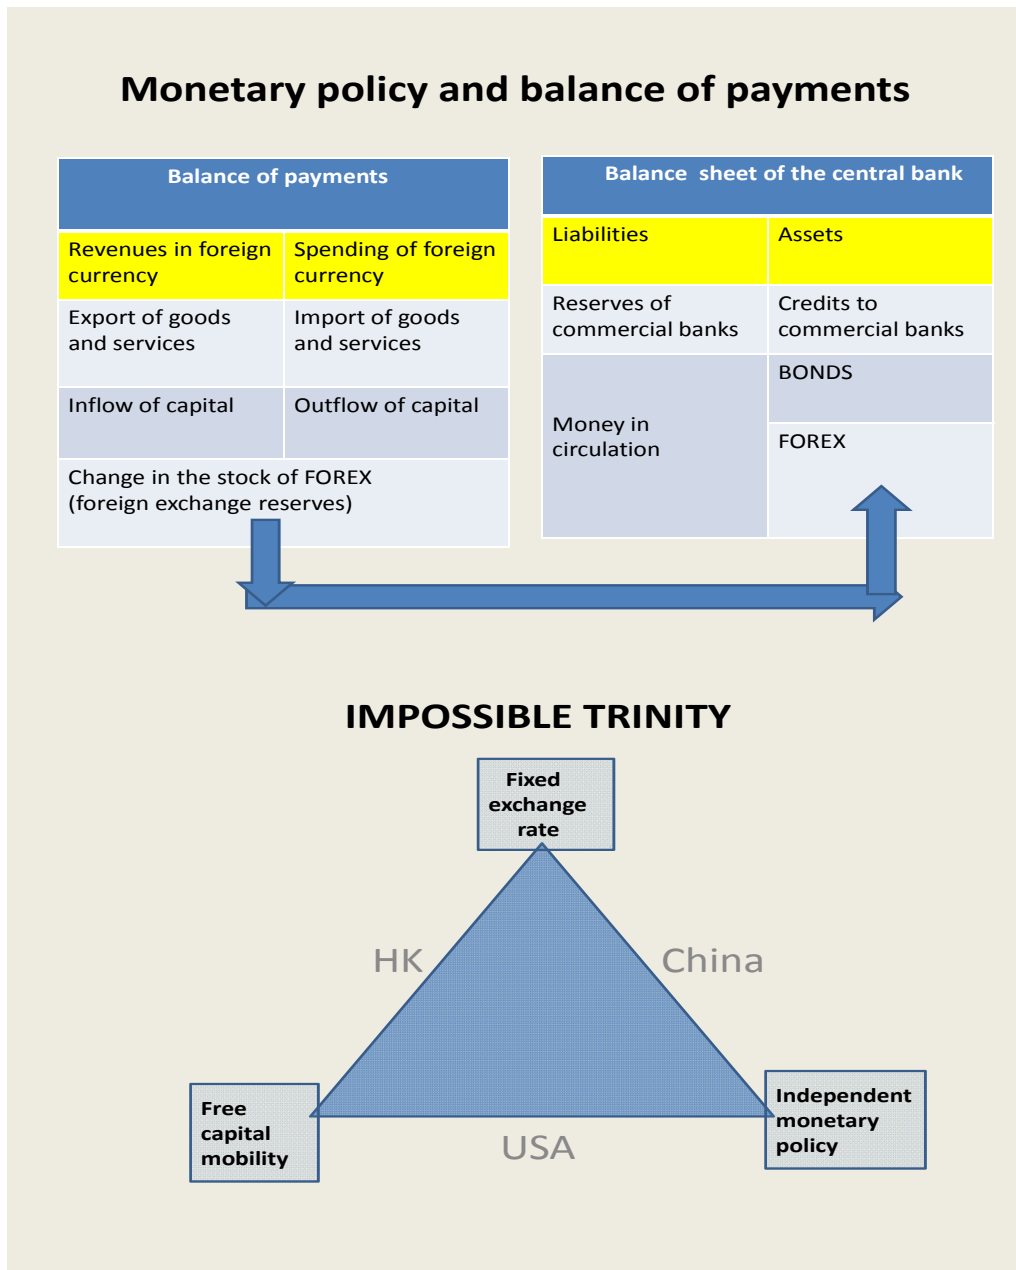 Monetary policy and balance of payments
Balance of payments
Revenues in foreign
currency
Spending of foreign
currency
Export of goods
and services
Import of goods
and services
Inflow of capital
Outflow of capital
Change in the stock of FOREX
(foreign exchange reserves)
Balance sheet of the central bank
Liabilities
Assets
Reserves of
commercial banks
Credits to
commercial banks
Money in
circulation
BONDS
FOREX
IMPOSSIBLE TRINITY
Fixed
exchange
rate
HK
China
Free
capital
mobility
Independent
monetary
policy
USA